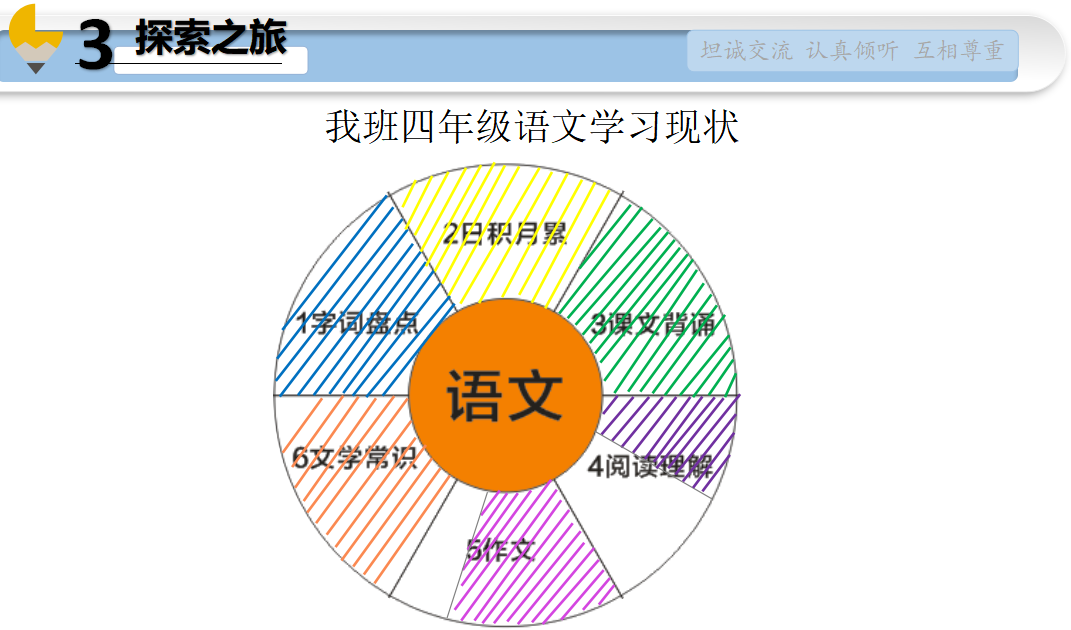 3 探索之旅
坦诚交流 认真倾听 互相尊重
我班四年级语文学习现状
2日积月累
1字词盘点
3课文背诵
语文
6文学常识
4阅读理解
5作文